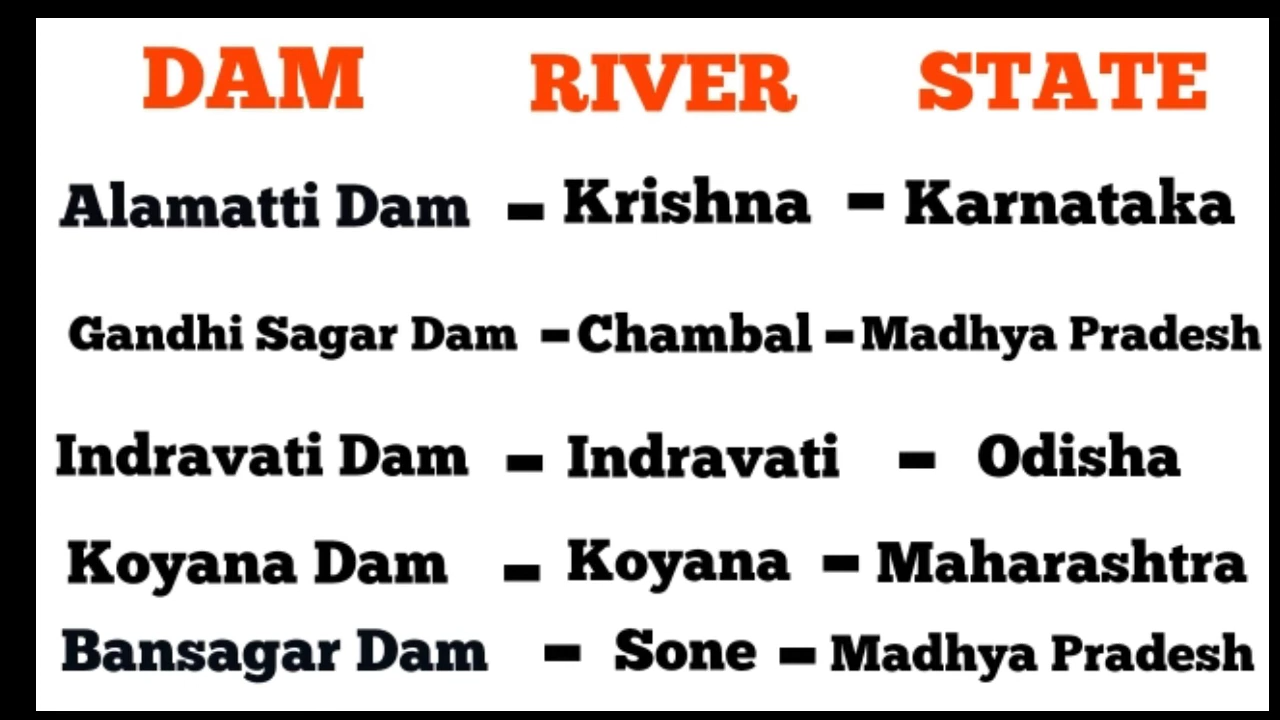 DAM RIVER STATE
Alamatti Dam - Krishna - Karnataka
Gandhi Sagar Dam - Chambal - Madhya Pradesh
Indravati Dam - Indravati - Odisha
Koyana Dam - Koyana - Maharashtra
Bansagar Dam - Sone - Madhya Pradesh